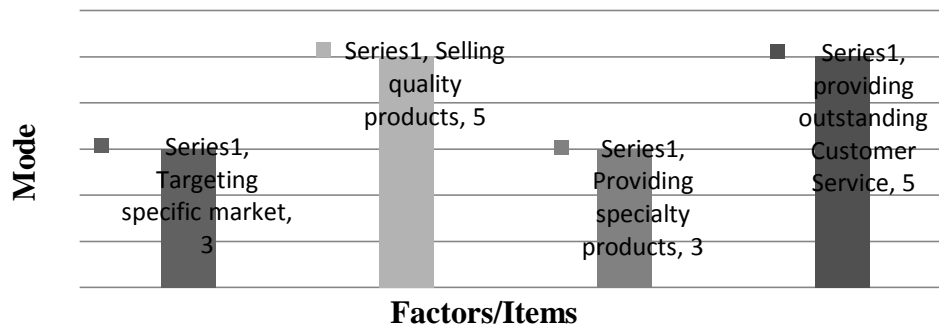 Mode
Series1,
Targeting
specific market,
3
Series1, Selling
quality
products, 5
Series1,
Providing
specialty
products, 3
Series1,
providing
outstanding
Customer
Service, 5
Factors/Items